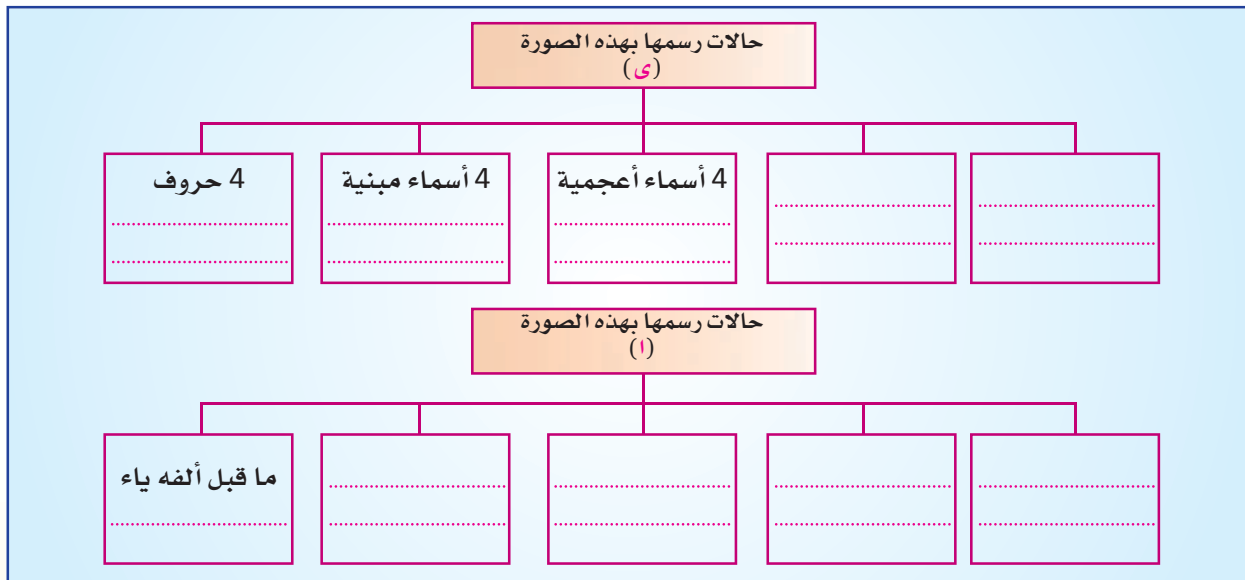 حالات رسمها بهذه الصورة
(ى)
4 أسماء أعجمية
4 أسماء مبنية
4 حروف
حالات رسمها بهذه الصورة
(ا)
ما قبل ألفه ياء